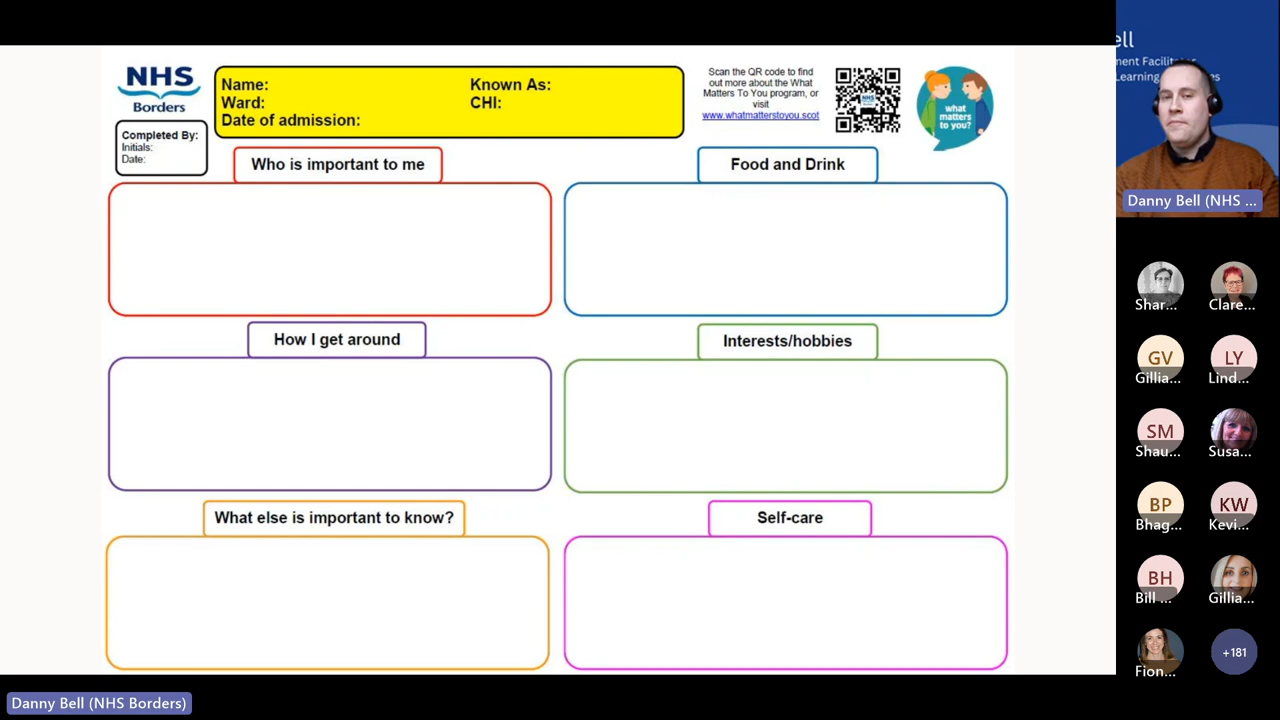 NHS
Borders
Completed By:
Initials:
Date:
Name:
Known As:
Ward:
CHI:
Date of admission:
Scan the QR code to find
out more about the What
Matters To You program, or
visit
www.whatmatterstoyou.scot
what
matters
to you?
Who is important to me
Food and Drink
How I get around
Interests/hobbies
What else is important to know?
Self-care
ell
ment Facilitator
Learning
Danny Bell (NHS ...
Shar...
Clare...
GV
Gillia...
LY
Lind...
SM
Shau...
Susa...
BP
Bhag...
KW
Kevi...
BH
Bill ...
Gillia...
Fion...
+181
Danny Bell (NHS Borders)